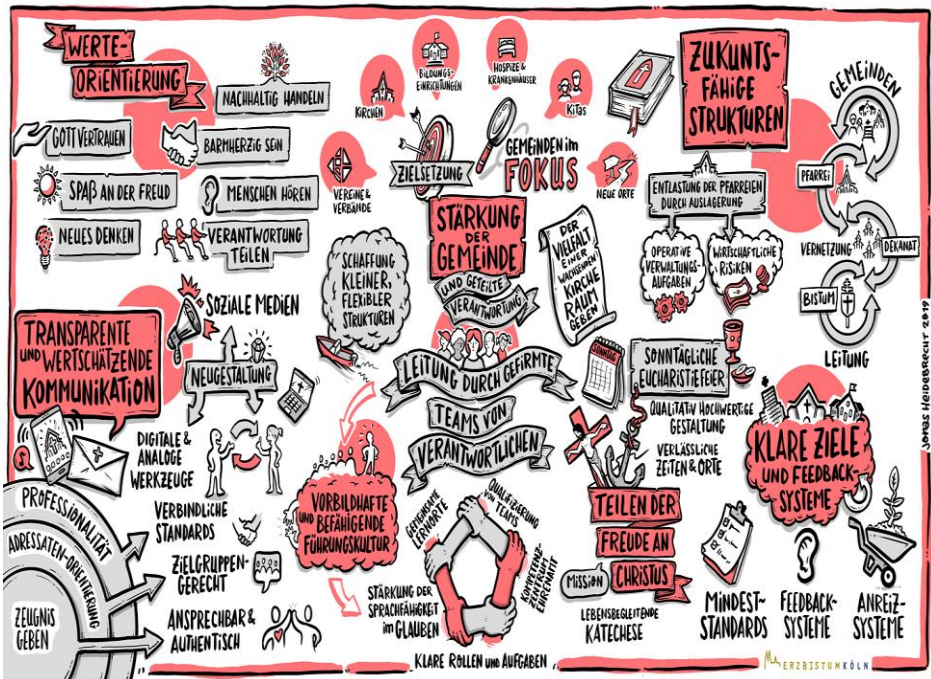 WERTE-
ORIENTIERUNG
NACHHALTIG HANDELN
GOTT VERTRAUEN
BARMHERZIG SEIN
SPAẞ AN DER FREUD
MENSCHEN HÖREN
NEUES DENKEN
VERANTWORTUNG
TEILEN
KIRCHEN
BILDUNGS-
EINRICHTUNGEN
HOSPIZE &
KRANKENHÄUSER
KITAS
VEREINE &
VERBÄNDE
ZIELSETZUNG
GEMEINDEN im
FOKUS
NEUE ORTE
STÄRKUNG
DER
GEMEINDE
UND GETEILTE
VERANTWORTUNG
SCHAFFUNG
KLEINER,
FLEXIBLER
STRUKTUREN
DER
VIELFALT
EINER
WACHSENDEN
KIRCHE
RAUM
GEBEN
LEITUNG DURCH GEFIRMTE
TEAMS VON
VERANTWORTLICHEN
ZUKUNTS-
FÄHIGE
STRUKTUREN
ENTLASTUNG DER PFARREIEN
DURCH AUSLAGERUNG
OPERATIVE
VERWALTUNGS-
AUFGABEN
WIRTSCHAFTLICHE
RISIKEN
GEMEINDEN
PFARREI
VERNETZUNG
DEKANAT
BISTUM
LEITUNG
TRANSPARENTE
UND WERTSCHÄTZENDE
KOMMUNIKATION
SOZIALE MEDIEN
NEUGESTALTUNG
DIGITALE &
ANALOGE
WERKZEUGE
VERBINDLICHE
STANDARDS
ZIELGRUPPEN-
GERECHT
ANSPRECHBAR &
AUTHENTISCH
PROFESSIONALITÄT
ADRESSATEN-ORIENTIERUNG
ZEUGNIS
GEBEN
VORBILDHAFTE
UND BEFÄHIGENDE
FÜHRUNGSKULTUR
STÄRKUNG DER
SPRACHFÄHIGKEIT
im GLAUBEN
GEMEINSAME
LERNORTE
QUALIFIZIERUNG
VON TEAMS
KOMPETENZ-
ZENTRUM
EHRENAMT
KLARE ROLLEN UND AUFGABEN
SONNTAG
SONNTÄGLICHE
EUCHARISTIEFEIER
QUALITATIV HOCHWERTIGE
GESTALTUNG
VERLÄSSLICHE
ZEITEN & ORTE
TEILEN DER
FREUDE AN
CHRISTUS
MISSION
LEBENSBEGLEITENDE
KATECHESE
KLARE ZIELE
UND FEEDBACK-
SYSTEME
MINDEST-
STANDARDS
FEEDBACK-
SYSTEME
ANREIZ-
SYSTEME
JONAS HEIDEBRECHT 2019
ERZBISTUM KÖLN